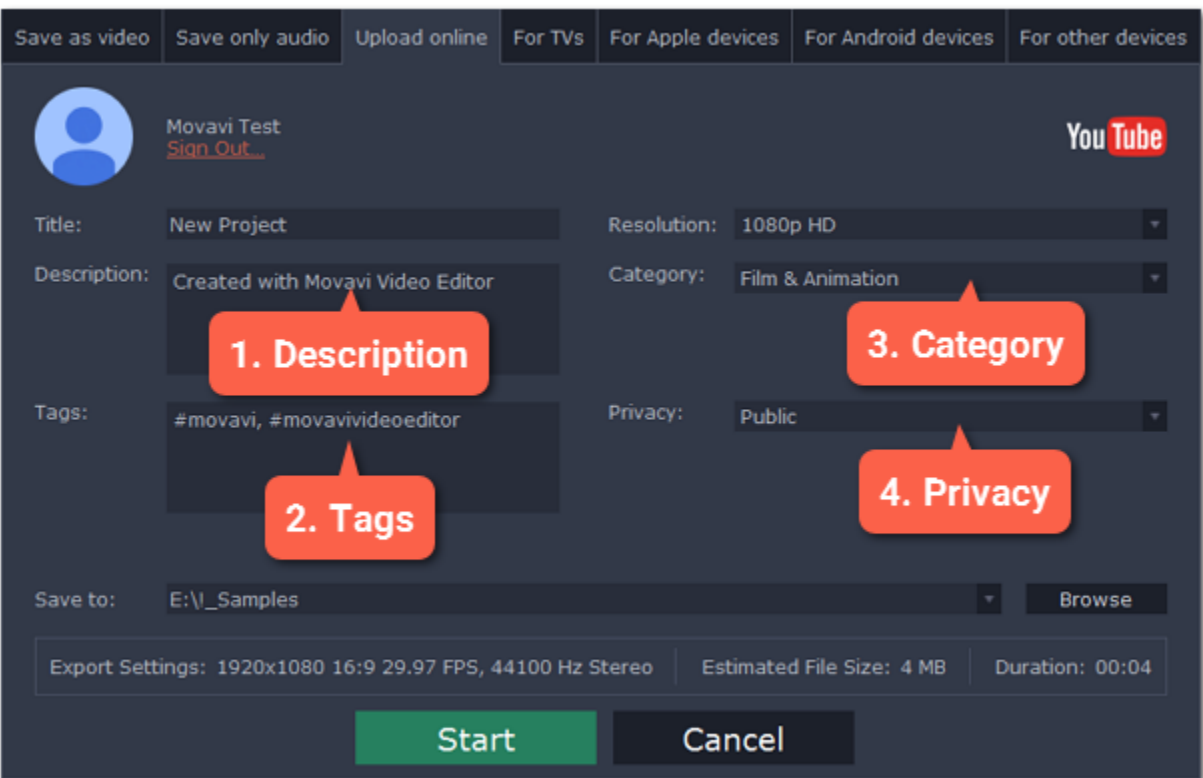 Save as video Save only audio Upload online For TVs For Apple devices For Android devices For other devices
Movavi Test
Sign Out...
YouTube
Title: New Project
Resolution: 1080p HD
Description: Created with Movavi Video Editor
Category: Film & Animation
1. Description
3. Category
Tags: #movavi, #movavivideoeditor
Privacy: Public
2. Tags
4. Privacy
Save to: E:\!_Samples Browse
Export Settings: 1920x1080 16:9 29.97 FPS, 44100 Hz Stereo Estimated File Size: 4 MB Duration: 00:04
Start Cancel